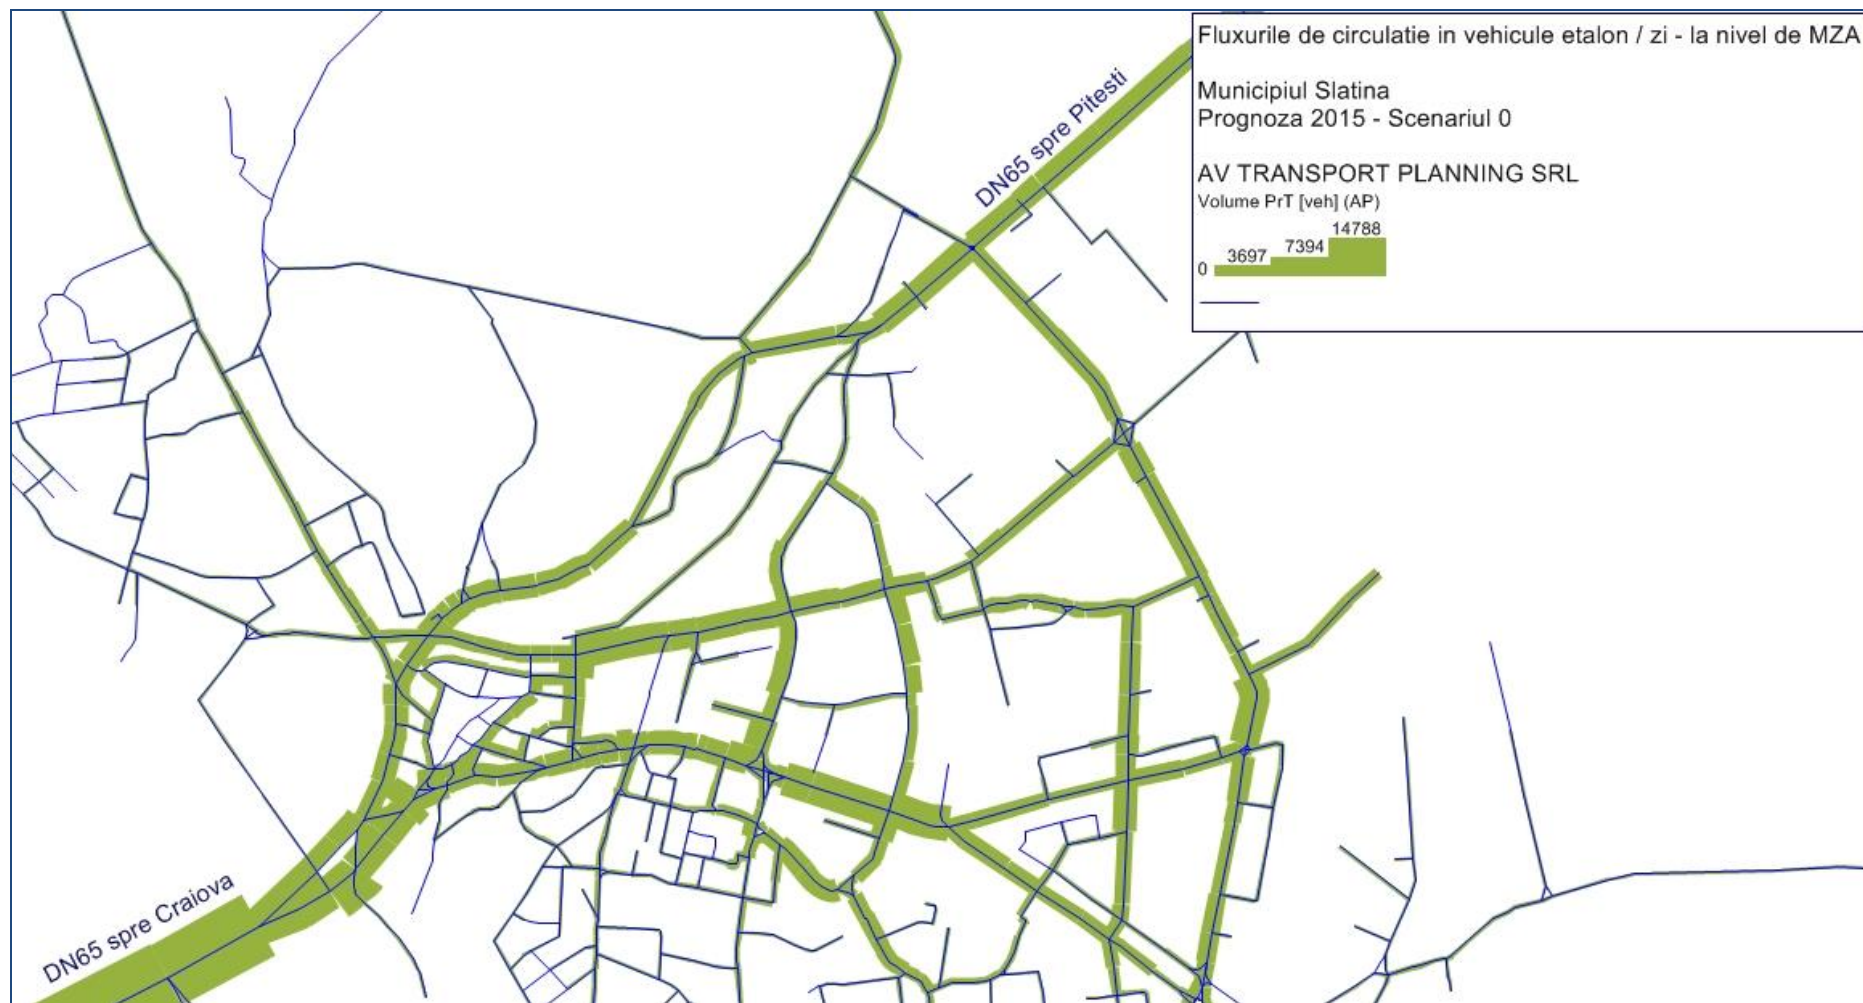 Fluxurile de circulatie in vehicule etalon / zi - la nivel de MZA
Municipiul Slatina
Prognoza 2015 - Scenariul 0
AV TRANSPORT PLANNING SRL
Volume PrT [veh] (AP)
0 3697 7394 14788
DN65 spre Pitesti
DN65 spre Craiova